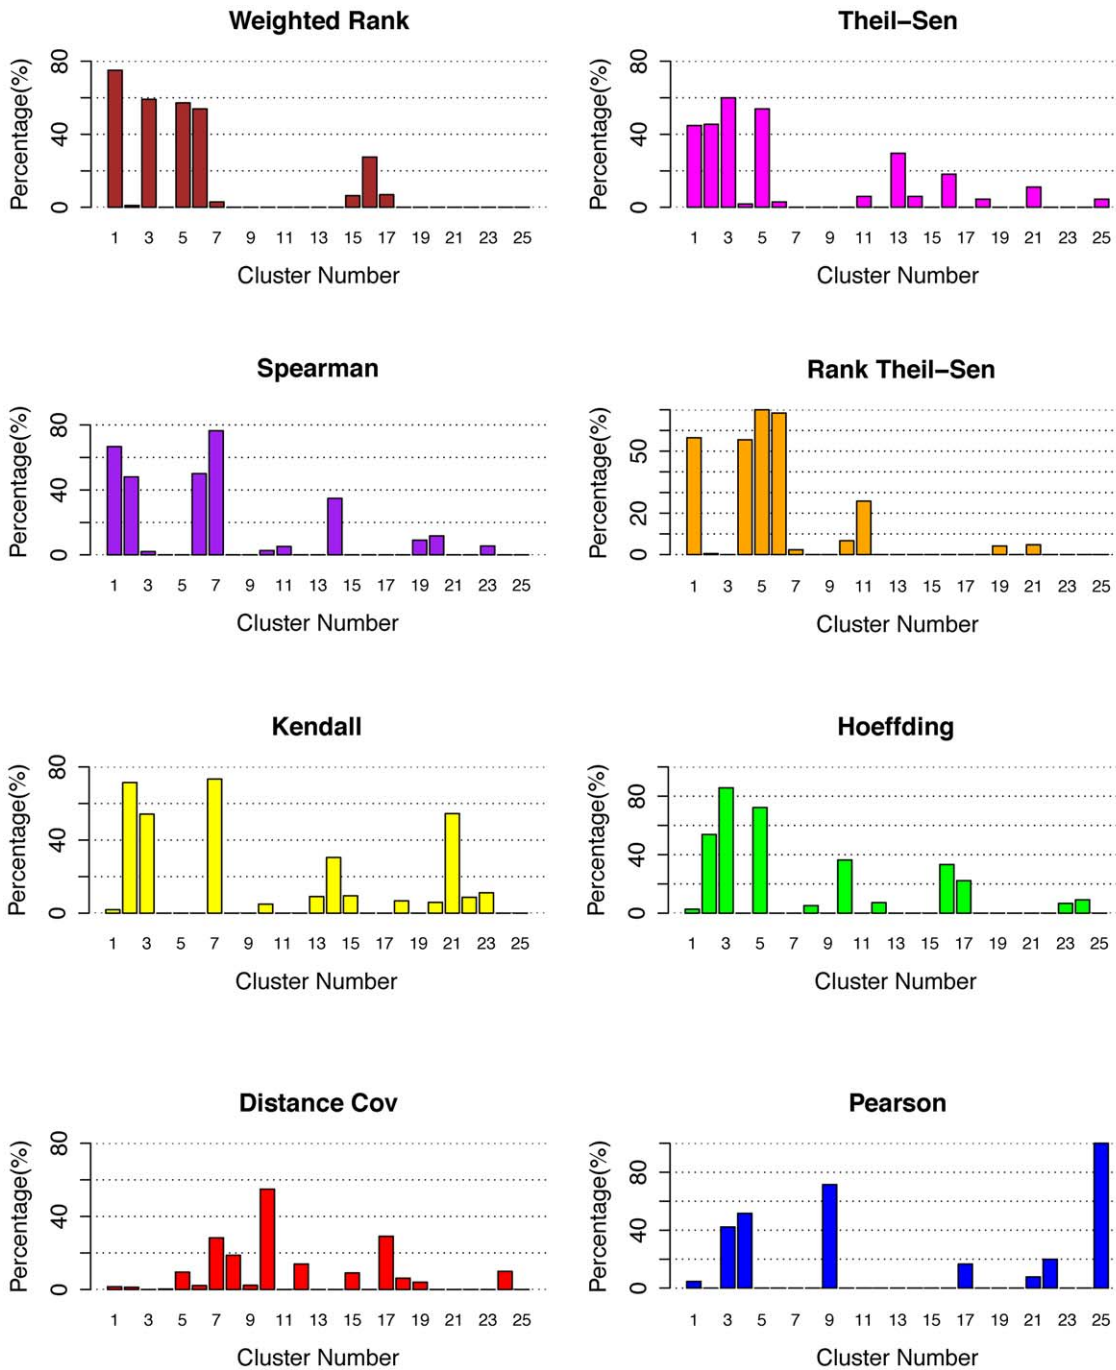 Weighted Rank
Percentage(%)
0 40 80
1 3 5 7 9 11 13 15 17 19 21 23 25
Cluster Number
Theil–Sen
Percentage(%)
0 40 80
1 3 5 7 9 11 13 15 17 19 21 23 25
Cluster Number
Spearman
Percentage(%)
0 40 80
1 3 5 7 9 11 13 15 17 19 21 23 25
Cluster Number
Rank Theil–Sen
Percentage(%)
0 20 50
1 3 5 7 9 11 13 15 17 19 21 23 25
Cluster Number
Kendall
Percentage(%)
0 40 80
1 3 5 7 9 11 13 15 17 19 21 23 25
Cluster Number
Hoeffding
Percentage(%)
0 40 80
1 3 5 7 9 11 13 15 17 19 21 23 25
Cluster Number
Distance Cov
Percentage(%)
0 40 80
1 3 5 7 9 11 13 15 17 19 21 23 25
Cluster Number
Pearson
Percentage(%)
0 40 80
1 3 5 7 9 11 13 15 17 19 21 23 25
Cluster Number